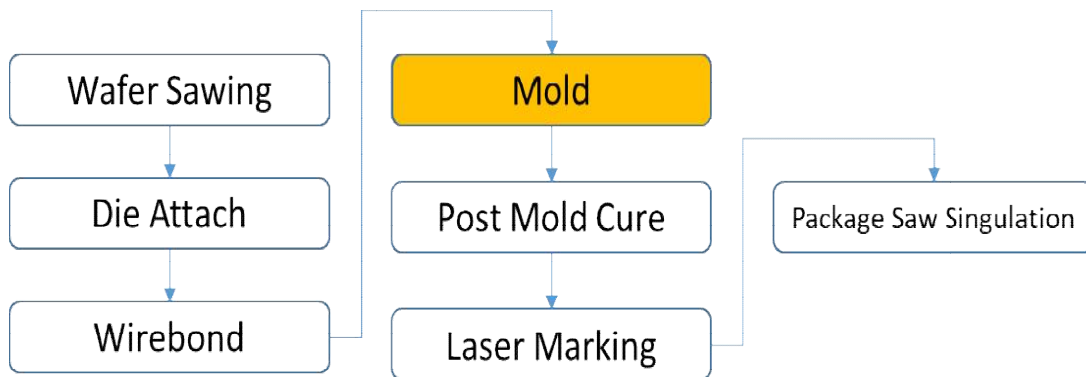 Wafer Sawing
Die Attach
Wirebond
Mold
Post Mold Cure
Laser Marking
Package Saw Singulation